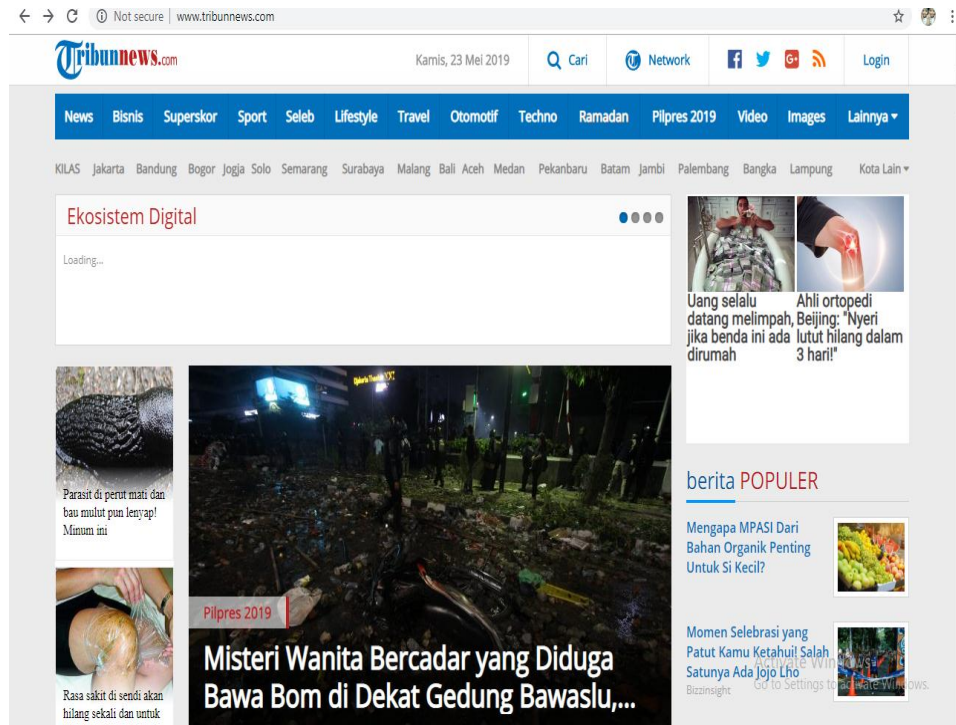 Not secure | www.tribunnews.com
Tribunnews.com
Kamis, 23 Mei 2019
Cari
Network
Login
News Bisnis Superskor Sport Seleb Lifestyle Travel Otomotif Techno Ramadan Pilpres 2019 Video Images Lainnya
KILAS Jakarta Bandung Bogor Jogja Solo Semarang Surabaya Malang Bali Aceh Medan Pekanbaru Batam Jambi Palembang Bangka Lampung Kota Lain
Ekosistem Digital
Loading...
Uang selalu
datang melimpah,
jika benda ini ada
dirumah
Ahli ortopedi
Beijing: "Nyeri
lutut hilang dalam
3 hari!"
Parasit di perut mati dan
bau mulut pun lenyap!
Minum ini
Rasa sakit di sendi akan
hilang sekali dan untuk
Pilpres 2019
Misteri Wanita Bercadar yang Diduga
Bawa Bom di Dekat Gedung Bawaslu,...
berita POPULER
Mengapa MPASI Dari
Bahan Organik Penting
Untuk Si Kecil?
Momen Selebrasi yang
Patut Kamu Ketahui! Salah
Satunya Ada Jojo Lho
Bizzinsight
Activate Windows
Go to Settings to activate Windows.